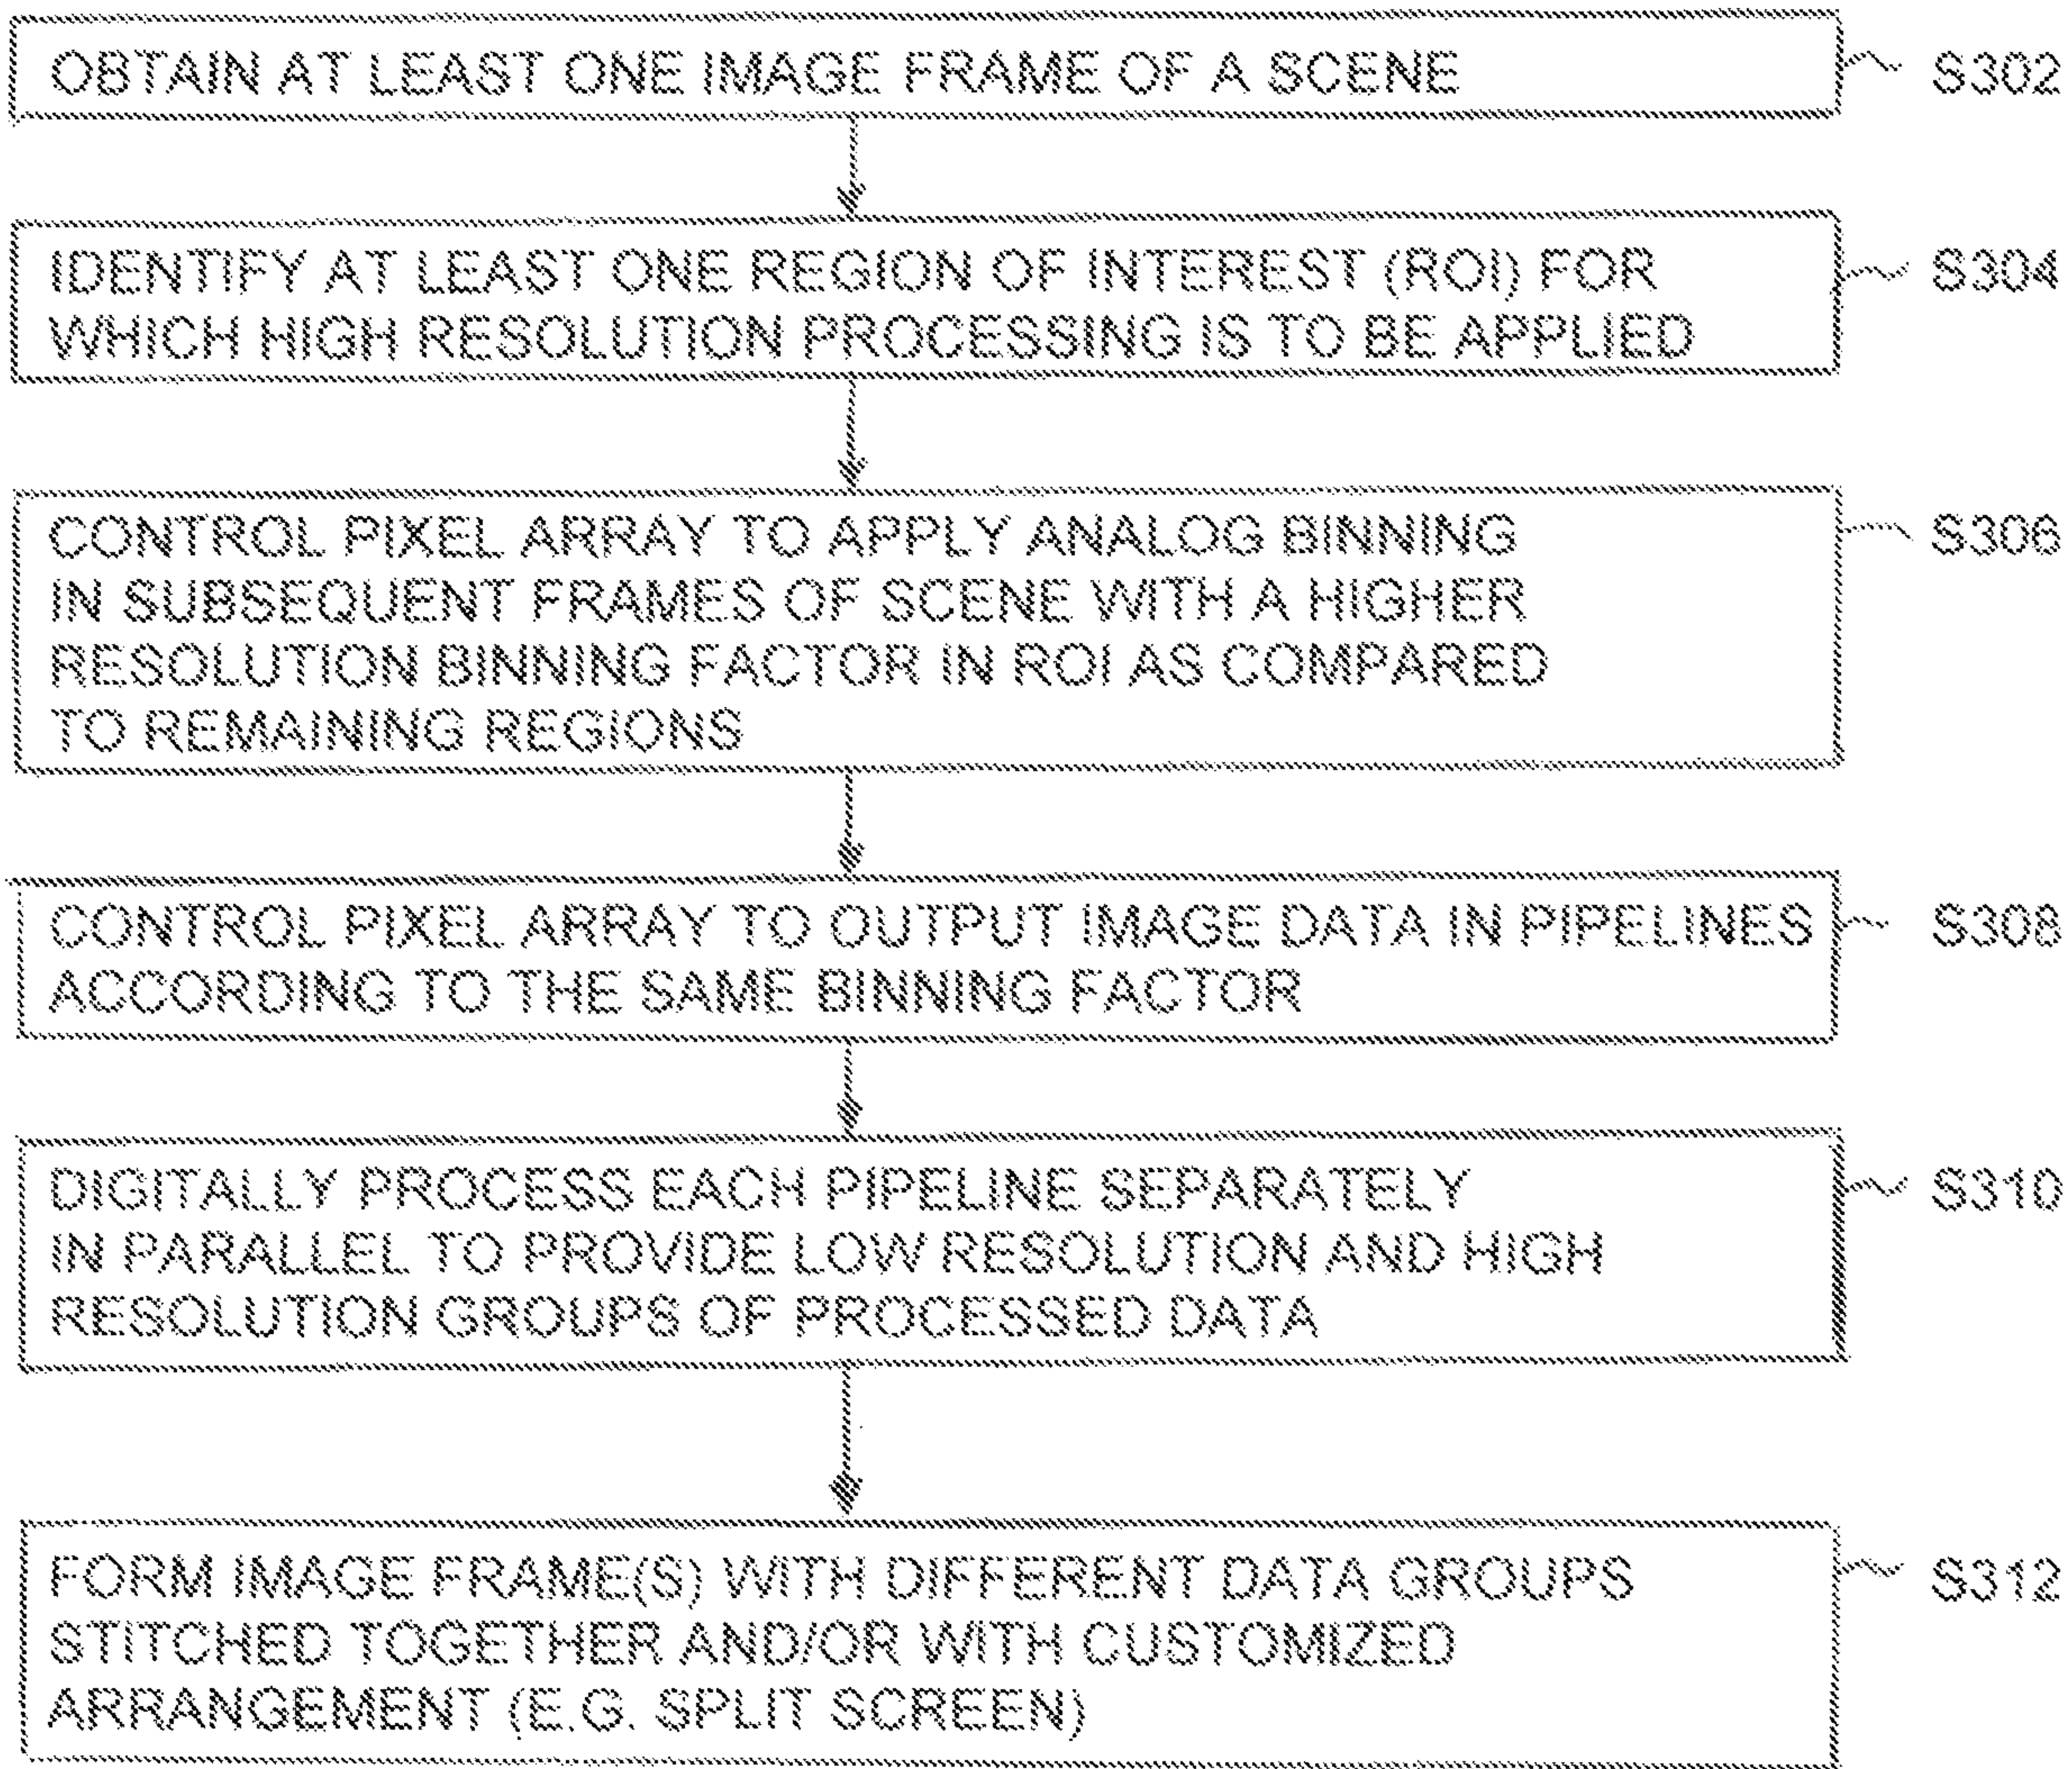 OBTAIN AT LEAST ONE IMAGE FRAME OF A SCENE
S302
IDENTIFY AT LEAST ONE REGION OF INTEREST (ROI) FOR
WHICH HIGH RESOLUTION PROCESSING IS TO BE APPLIED
S304
CONTROL PIXEL ARRAY TO APPLY ANALOG BINNING
IN SUBSEQUENT FRAMES OF SCENE WITH A HIGHER
RESOLUTION BINNING FACTOR IN ROI AS COMPARED
TO REMAINING REGIONS
S306
CONTROL PIXEL ARRAY TO OUTPUT IMAGE DATA IN PIPELINES
ACCORDING TO THE SAME BINNING FACTOR
S308
DIGITALLY PROCESS EACH PIPELINE SEPARATELY
IN PARALLEL TO PROVIDE LOW RESOLUTION AND HIGH
RESOLUTION GROUPS OF PROCESSED DATA
S310
FORM IMAGE FRAME(S) WITH DIFFERENT DATA GROUPS
STITCHED TOGETHER AND/OR WITH CUSTOMIZED
ARRANGEMENT (E.G. SPLIT SCREEN)
S312